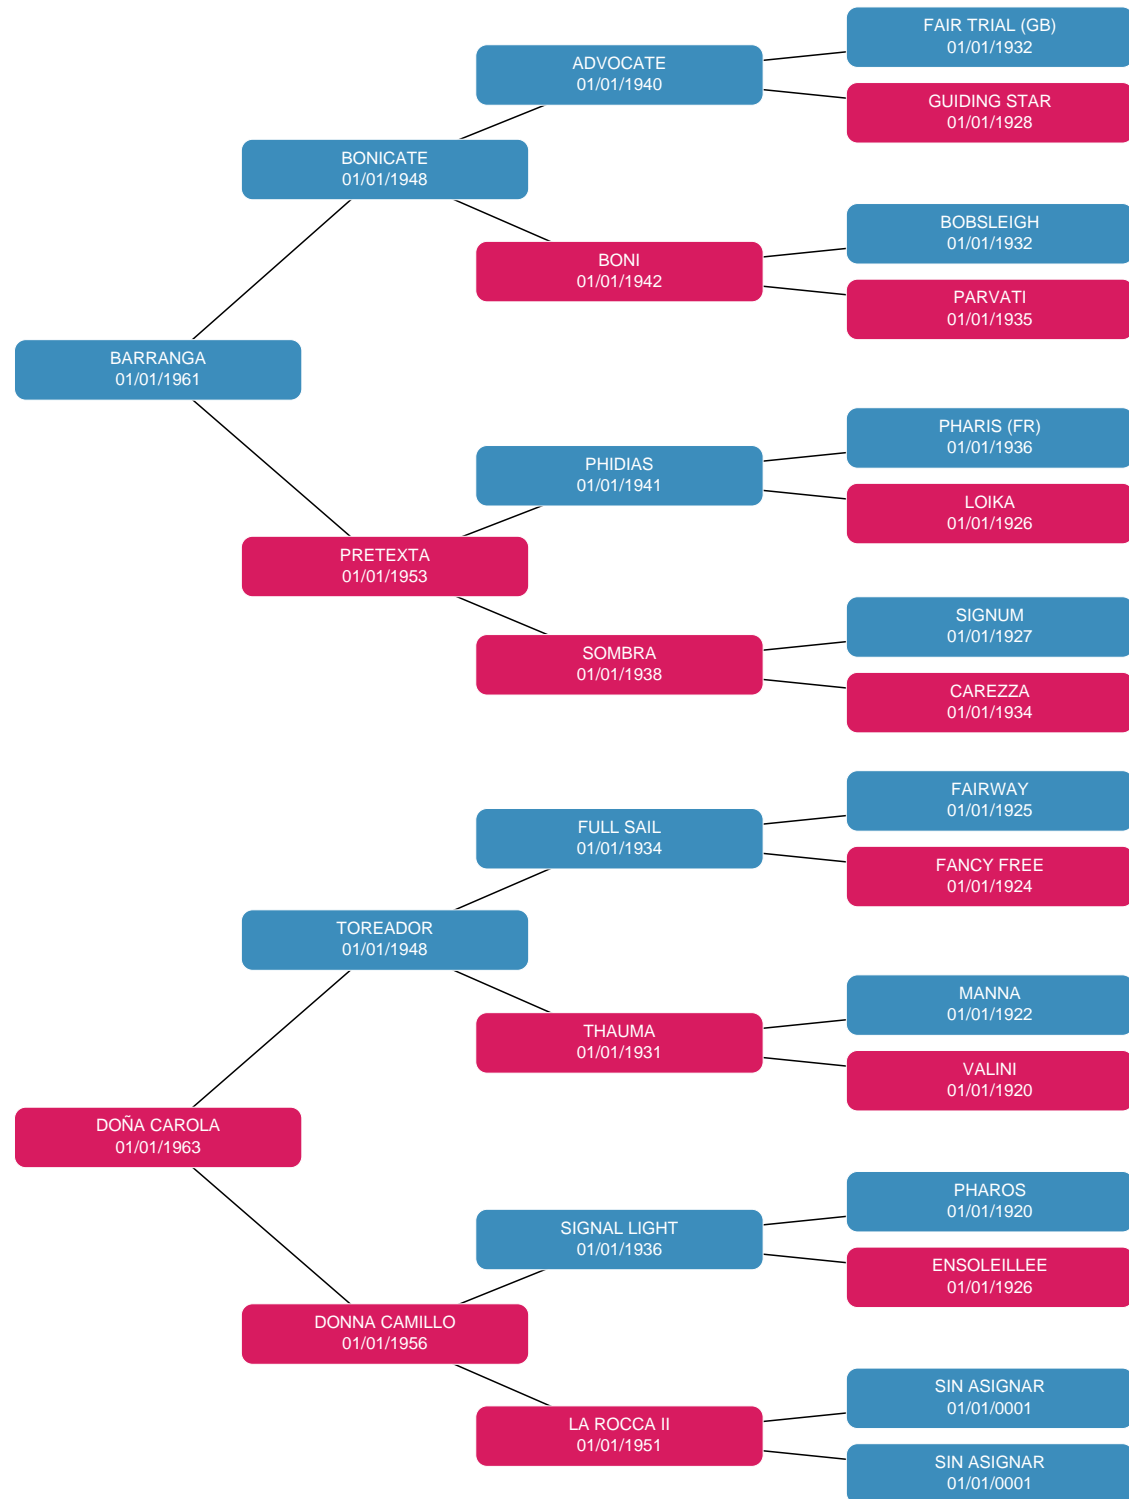 FAIR TRIAL (GB)
01/01/1932
ADVOCATE
01/01/1940
GUIDING STAR
01/01/1928
BONICATE
01/01/1948
BOBSLEIGH
01/01/1932
BONI
01/01/1942
PARVATI
01/01/1935
BARRANGA
01/01/1961
PHARIS (FR)
01/01/1936
PHIDIAS
01/01/1941
LOIKA
01/01/1926
PRETEXTA
01/01/1953
SIGNUM
01/01/1927
SOMBRA
01/01/1938
CAREZZA
01/01/1934
FAIRWAY
01/01/1925
FULL SAIL
01/01/1934
FANCY FREE
01/01/1924
TOREADOR
01/01/1948
MANNA
01/01/1922
THAUMA
01/01/1931
VALINI
01/01/1920
DOÑA CAROLA
01/01/1963
PHAROS
01/01/1920
SIGNAL LIGHT
01/01/1936
ENSOLEILLEE
01/01/1926
DONNA CAMILLO
01/01/1956
SIN ASIGNAR
01/01/0001
LA ROCCA II
01/01/1951
SIN ASIGNAR
01/01/0001